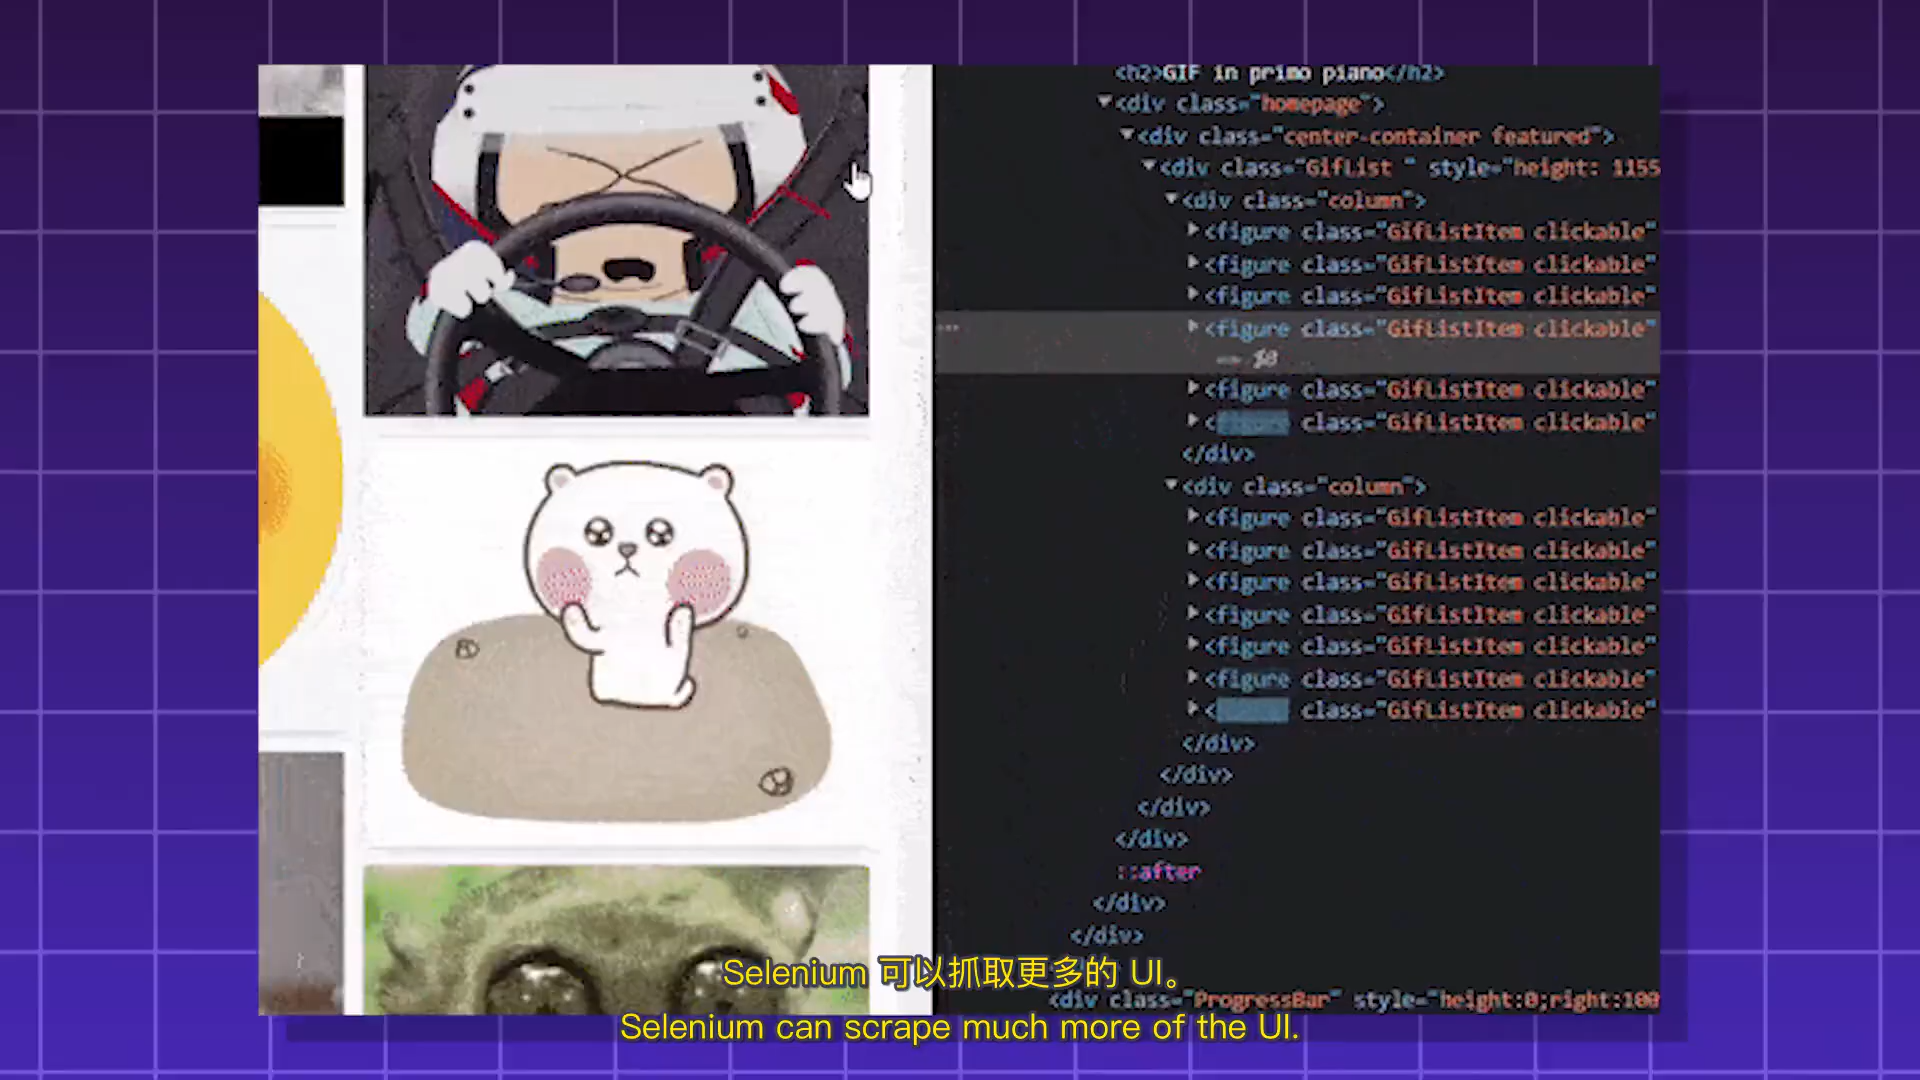 <h2>GIF in primo piano</h2>
▼<div class="homepage">
▼<div class="center-container featured">
▼<div class="GifList " style="height: 1155
▼<div class="column">
▶<figure class="GifListItem clickable"
▶<figure class="GifListItem clickable"
▶<figure class="GifListItem clickable"
▶<figure class="GifListItem clickable"
== $0
▶<figure class="GifListItem clickable"
▶< class="GifListItem clickable"
</div>
▼<div class="column">
▶<figure class="GifListItem clickable"
▶<figure class="GifListItem clickable"
▶<figure class="GifListItem clickable"
▶<figure class="GifListItem clickable"
▶<figure class="GifListItem clickable"
▶<figure class="GifListItem clickable"
▶< class="GifListItem clickable"
</div>
</div>
</div>
</div>
::after
</div>
</div>
<div class="ProgressBar" style="height:0;right:100
Selenium 可以抓取更多的 UI。
Selenium can scrape much more of the UI.